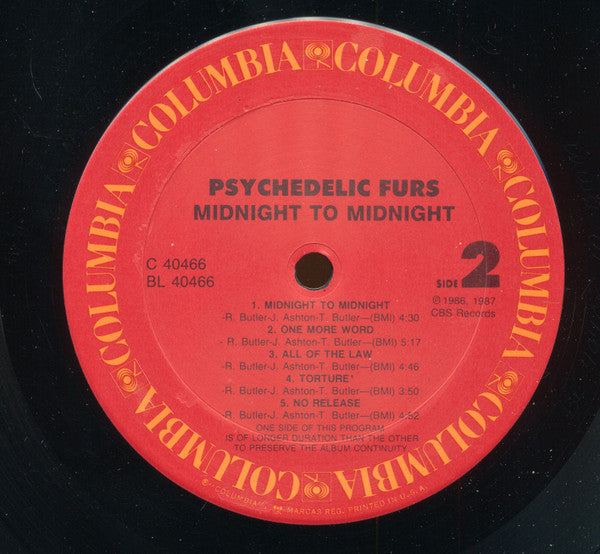 COLUMBIA COLUMBIA COLUMBIA COLUMBIA COLUMBIA COLUMBIA COLUMBIA
PSYCHEDELIC FURS
MIDNIGHT TO MIDNIGHT
C 40466
BL 40466
SIDE 2
℗ 1986, 1987
CBS Records
1. MIDNIGHT TO MIDNIGHT
-R. Butler-J. Ashton-T. Butler—(BMI) 4:30
2. ONE MORE WORD
-R. Butler-J. Ashton-T. Butler—(BMI) 5:17
3. ALL OF THE LAW
-R. Butler-J. Ashton-T. Butler—(BMI) 4:46
4. TORTURE
-R. Butler-J. Ashton-T. Butler—(BMI) 3:50
5. NO RELEASE
-R. Butler-J. Ashton-T. Butler—(BMI) 4:52
ONE SIDE OF THIS PROGRAM
IS OF LONGER DURATION THAN THE OTHER
TO PRESERVE THE ALBUM CONTINUITY.
"COLUMBIA" MARCAS REG. PRINTED IN U.S.A.